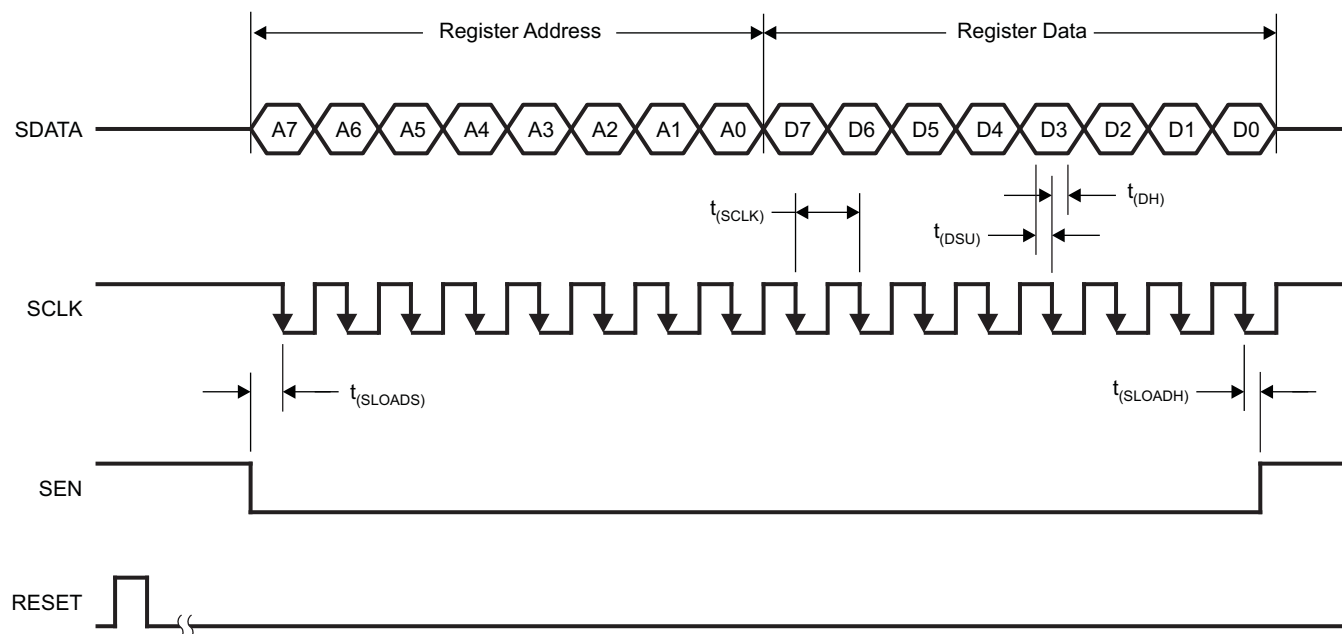 Register Address
Register Data
SDATA
A7 A6 A5 A4 A3 A2 A1 A0 D7 D6 D5 D4 D3 D2 D1 D0
t(SCLK)
t(DH)
t(DSU)
SCLK
t(SLOADS)
t(SLOADH)
SEN
RESET